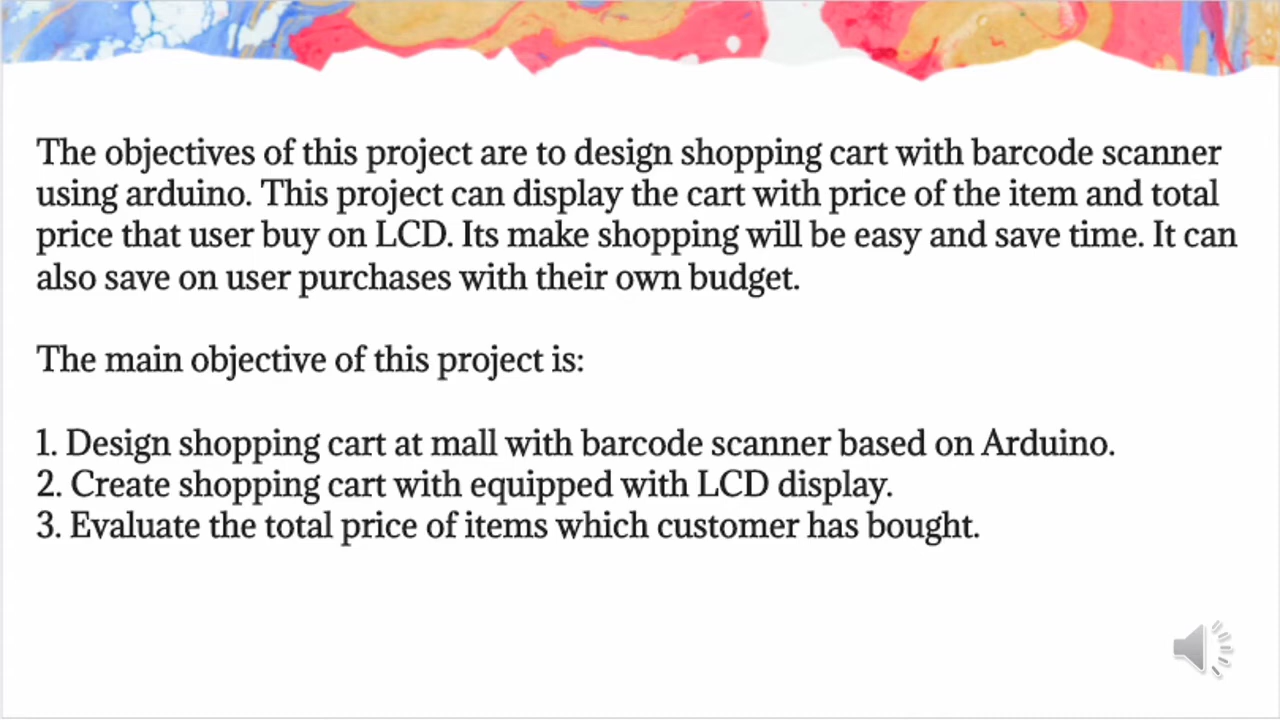 The objectives of this project are to design shopping cart with barcode scanner
using arduino. This project can display the cart with price of the item and total
price that user buy on LCD. Its make shopping will be easy and save time. It can
also save on user purchases with their own budget.
The main objective of this project is:
1. Design shopping cart at mall with barcode scanner based on Arduino.
2. Create shopping cart with equipped with LCD display.
3. Evaluate the total price of items which customer has bought.